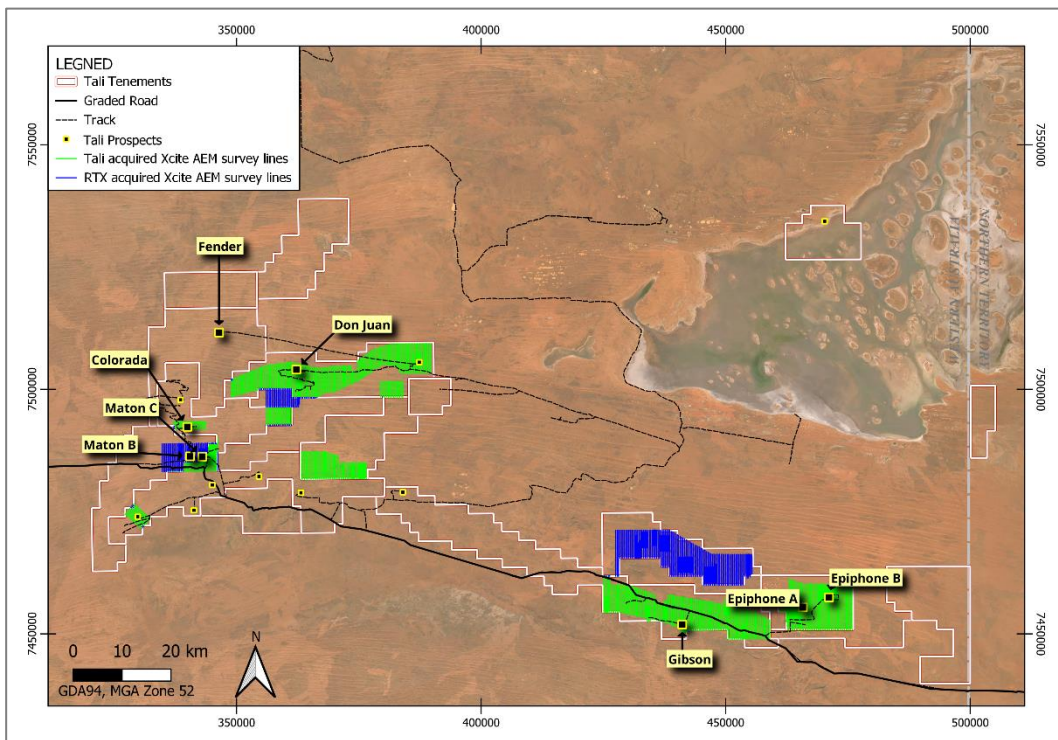 350000 400000 450000 500000
LEGNED
Tali Tenements
Graded Road
Track
Tali Prospects
Tali acquired Xcite AEM survey lines
RTX acquired Xcite AEM survey lines
7550000 7550000
NORTHERN TERRITORY
Fender
Don Juan
Colorada
7500000 7500000
Maton C
Maton B
Epiphone B
Epiphone A
7450000 7450000
Gibson
N
0 10 20 km
GDA94, MGA Zone 52
350000 400000 450000 500000